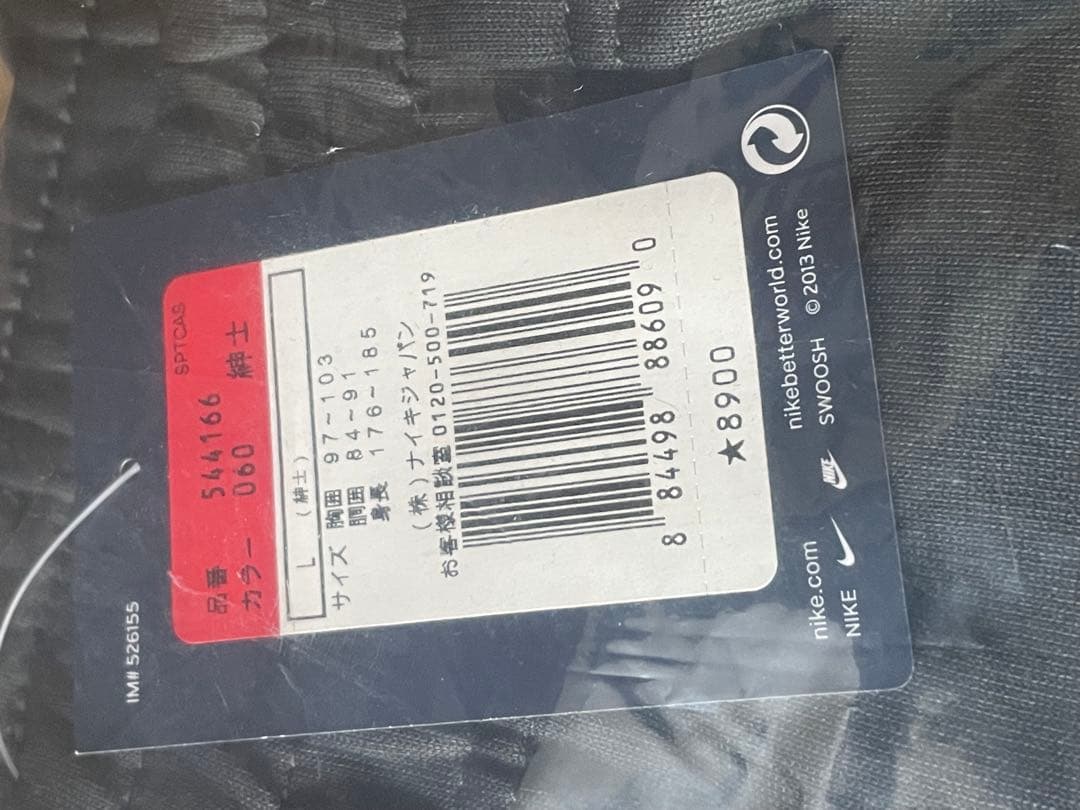 IM# 526155
SPTCAS
品番 544166
カラー 060 紳士
L (紳士)
サイズ 胸囲 97~103
胴囲 84~91
身長 176~185
(株)ナイキジャパン
お客様相談室 0120-500-719
8 84498 88609 0
★8900
nike.com nikebetterworld.com
NIKE NIKE SWOOSH © 2013 Nike